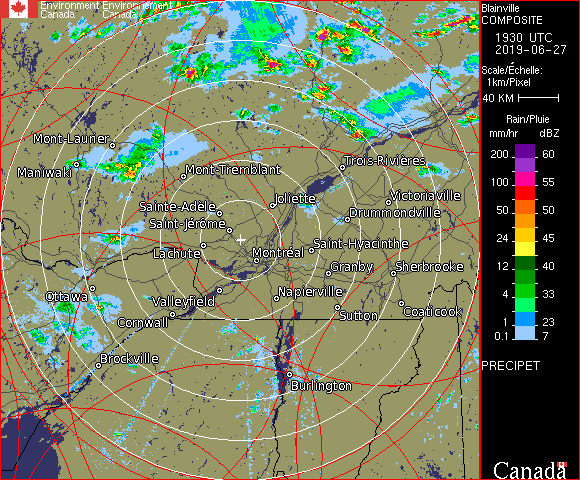 Environment Environnement
Canada Canada
Blainville
COMPOSITE
1930 UTC
2019-06-27
Scale/Échelle:
1km/Pixel
40 KM
Rain/Pluie
mm/hr dBZ
200 60
150 57
100 55
50 50
24 45
12 40
4 33
1 23
0.1 7
PRECIPET
Canada
Mont-Laurier
Maniwaki
Mont-Tremblant
Trois-Rivières
Sainte-Adèle
Joliette
Victoriaville
Drummondville
Saint-Jérôme
Lachute
Montréal
Saint-Hyacinthe
Granby
Sherbrooke
Ottawa
Valleyfield
Napierville
Cornwall
Sutton
Coaticook
Brockville
Burlington